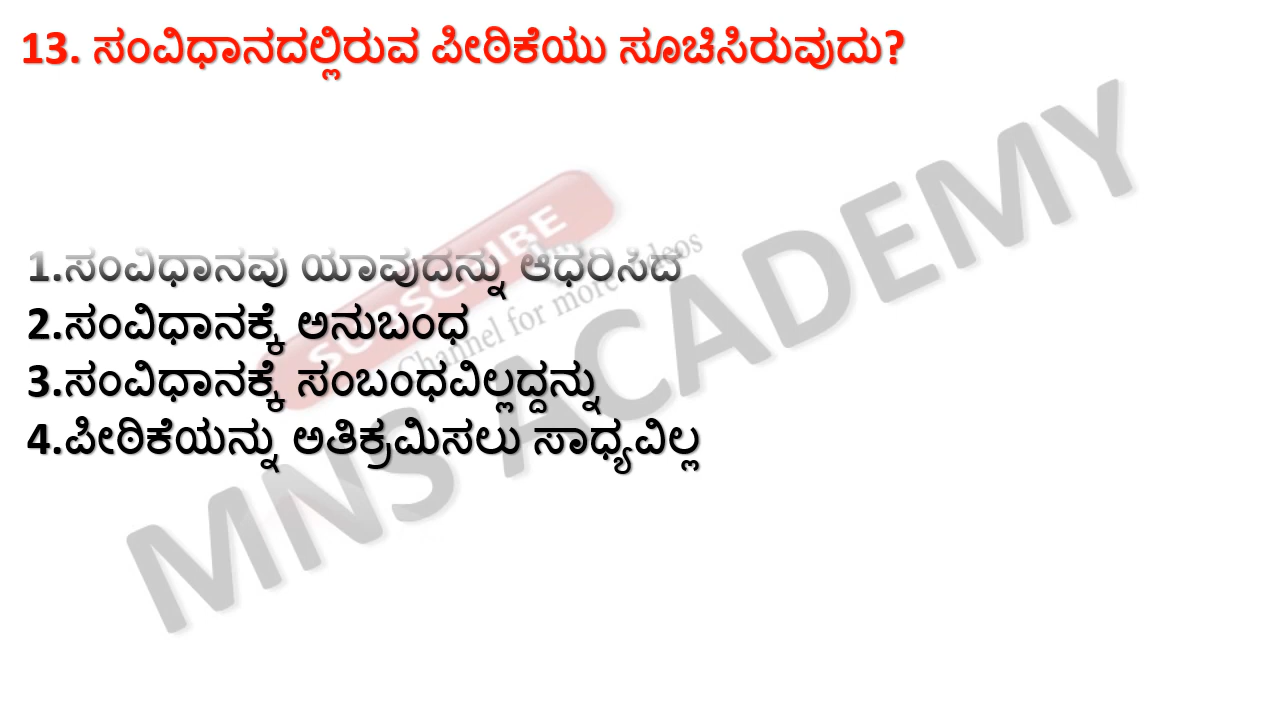 13. ಸಂವಿಧಾನದಲ್ಲಿರುವ ಪೀಠಿಕೆಯು ಸೂಚಿಸಿರುವುದು?
1.ಸಂವಿಧಾನವು ಯಾವುದನ್ನು ಆಧರಿಸಿದೆ
2.ಸಂವಿಧಾನಕ್ಕೆ ಅನುಬಂಧ
3.ಸಂವಿಧಾನಕ್ಕೆ ಸಂಬಂಧವಿಲ್ಲದ್ದನ್ನು
4.ಪೀಠಿಕೆಯನ್ನು ಅತಿಕ್ರಮಿಸಲು ಸಾಧ್ಯವಿಲ್ಲ
SUBSCRIBE
Channel for more Videos
MNS ACADEMY